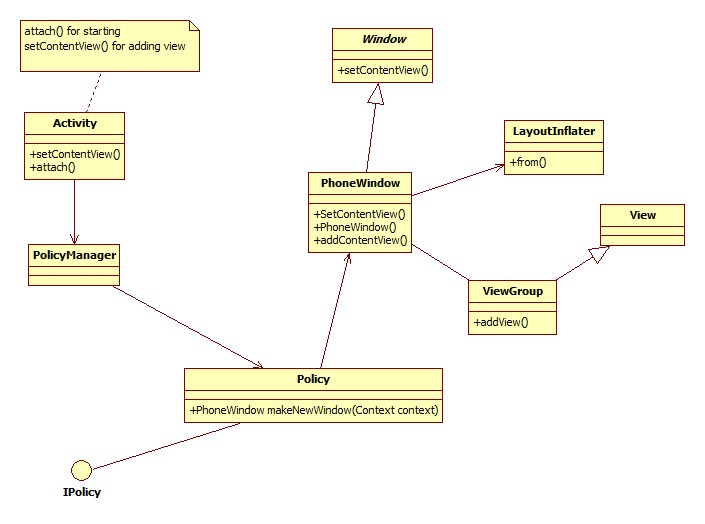 attach() for starting
setContentView() for adding view
Window
+setContentView()
Activity
+setContentView()
+attach()
LayoutInflater
+from()
PhoneWindow
+SetContentView()
+PhoneWindow()
+addContentView()
View
PolicyManager
ViewGroup
+addView()
Policy
+PhoneWindow makeNewWindow(Context context)
IPolicy